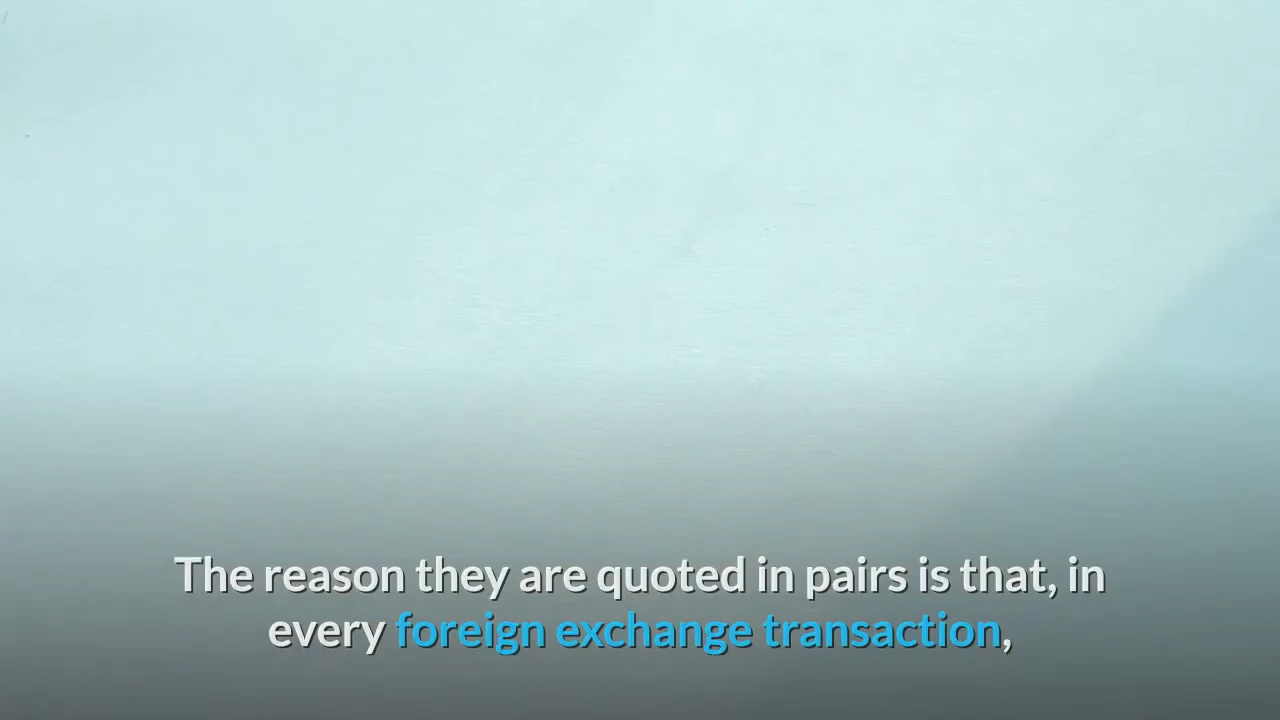 The reason they are quoted in pairs is that, in
every foreign exchange transaction,